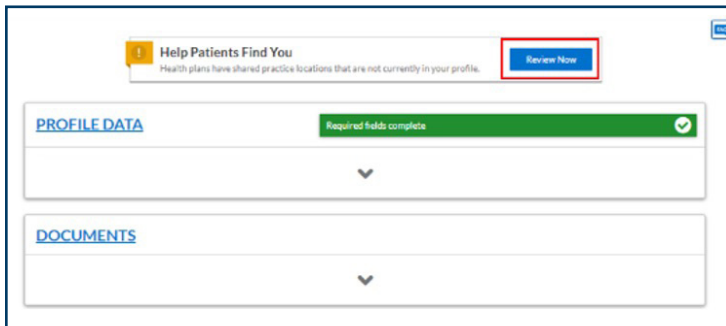 Help Patients Find You
Health plans have shared practice locations that are not currently in your profile.
Review Now
PROFILE DATA
Required fields complete
DOCUMENTS